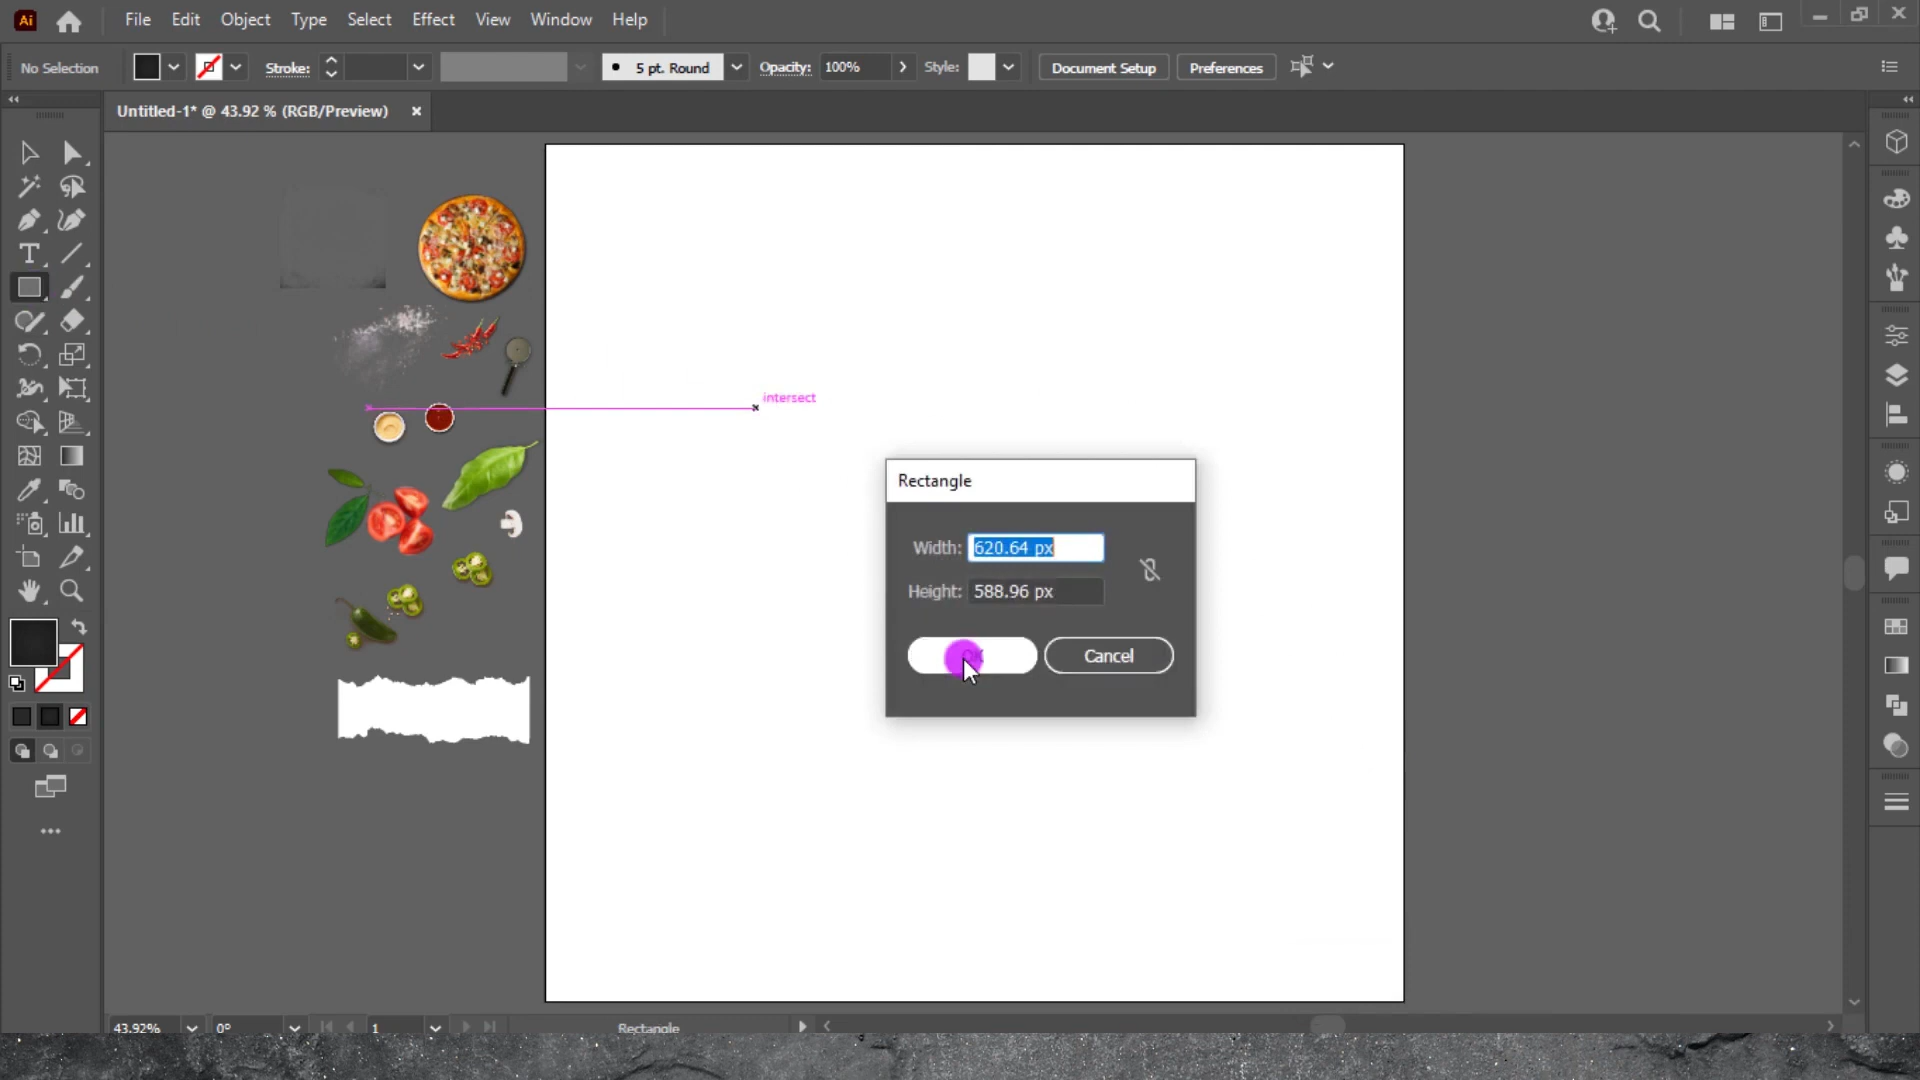 Ai File Edit Object Type Select Effect View Window Help
No Selection Stroke: 5 pt. Round Opacity: 100% Style: Document Setup Preferences
Untitled-1* @ 43.92 % (RGB/Preview)
intersect
Rectangle
Width: 620.64 px
Height: 588.96 px
OK Cancel
43.92% 0° 1 Rectangle